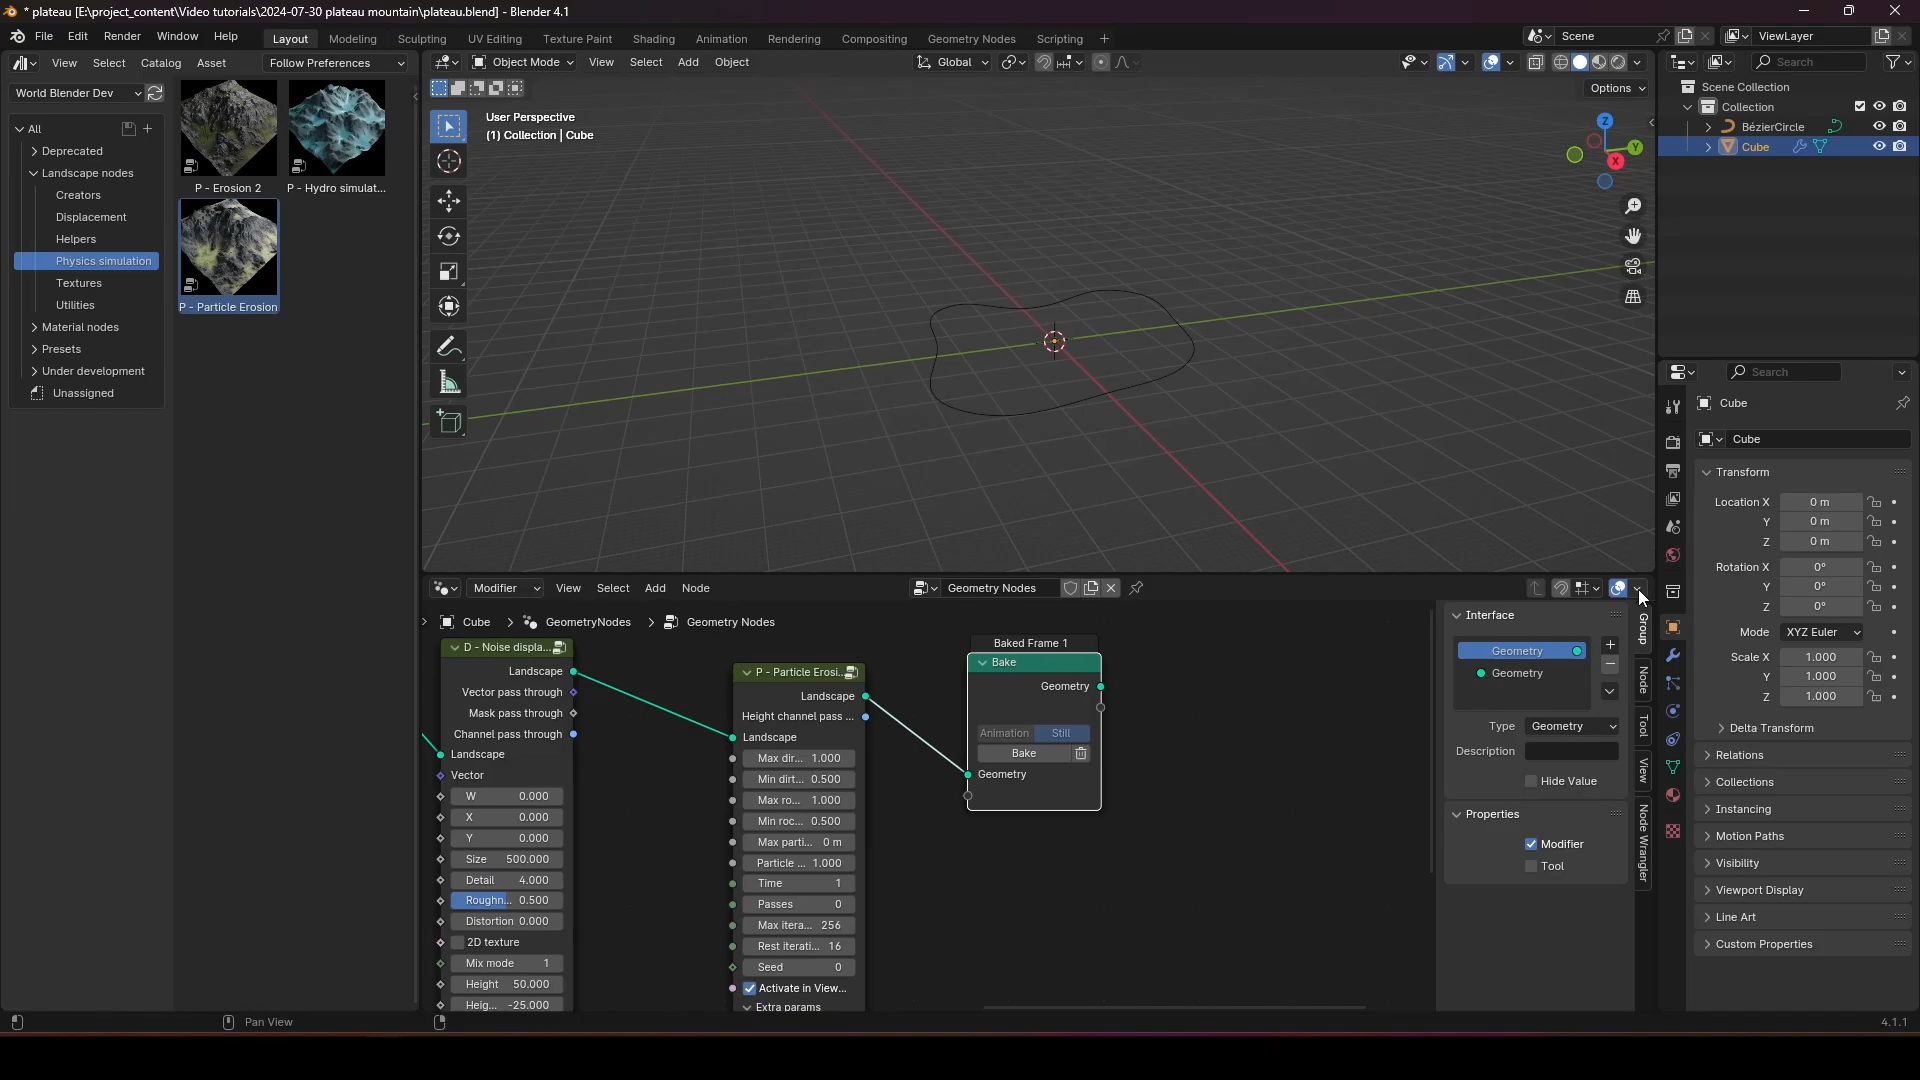 * plateau [E:\project_content\Video tutorials\2024-07-30 plateau mountain\plateau.blend] - Blender 4.1
File Edit Render Window Help Layout Modeling Sculpting UV Editing Texture Paint Shading Animation Rendering Compositing Geometry Nodes Scripting + Scene ViewLayer
View Select Catalog Asset Follow Preferences
Object Mode View Select Add Object Global Search
World Blender Dev
Options
All
Deprecated
Landscape nodes
Creators
Displacement
Helpers
Physics simulation
Textures
Utilities
Material nodes
Presets
Under development
Unassigned
P - Erosion 2
P - Hydro simulat...
P - Particle Erosion
User Perspective
(1) Collection | Cube
Z
Y
X
Scene Collection
Collection
BézierCircle
Cube
Search
Cube
Cube
Transform
Location X 0 m
Y 0 m
Z 0 m
Rotation X 0°
Y 0°
Z 0°
Mode XYZ Euler
Scale X 1.000
Y 1.000
Z 1.000
Delta Transform
Relations
Collections
Instancing
Motion Paths
Visibility
Viewport Display
Line Art
Custom Properties
Modifier View Select Add Node Geometry Nodes
Cube GeometryNodes Geometry Nodes
D - Noise displa...
Landscape
Vector pass through
Mask pass through
Channel pass through
Landscape
Vector
W 0.000
X 0.000
Y 0.000
Size 500.000
Detail 4.000
Roughn... 0.500
Distortion 0.000
2D texture
Mix mode 1
Height 50.000
Heig... -25.000
P - Particle Erosi...
Landscape
Height channel pass ...
Landscape
Max dir... 1.000
Min dirt... 0.500
Max ro... 1.000
Min roc... 0.500
Max parti... 0 m
Particle ... 1.000
Time 1
Passes 0
Max itera... 256
Rest iterati... 16
Seed 0
Activate in View...
Extra params
Baked Frame 1
Bake
Geometry
Animation Still
Bake
Geometry
Interface
Geometry
Geometry
Type Geometry
Description
Hide Value
Properties
Modifier
Tool
Group
Node
Tool
View
Node Wrangler
Pan View
4.1.1